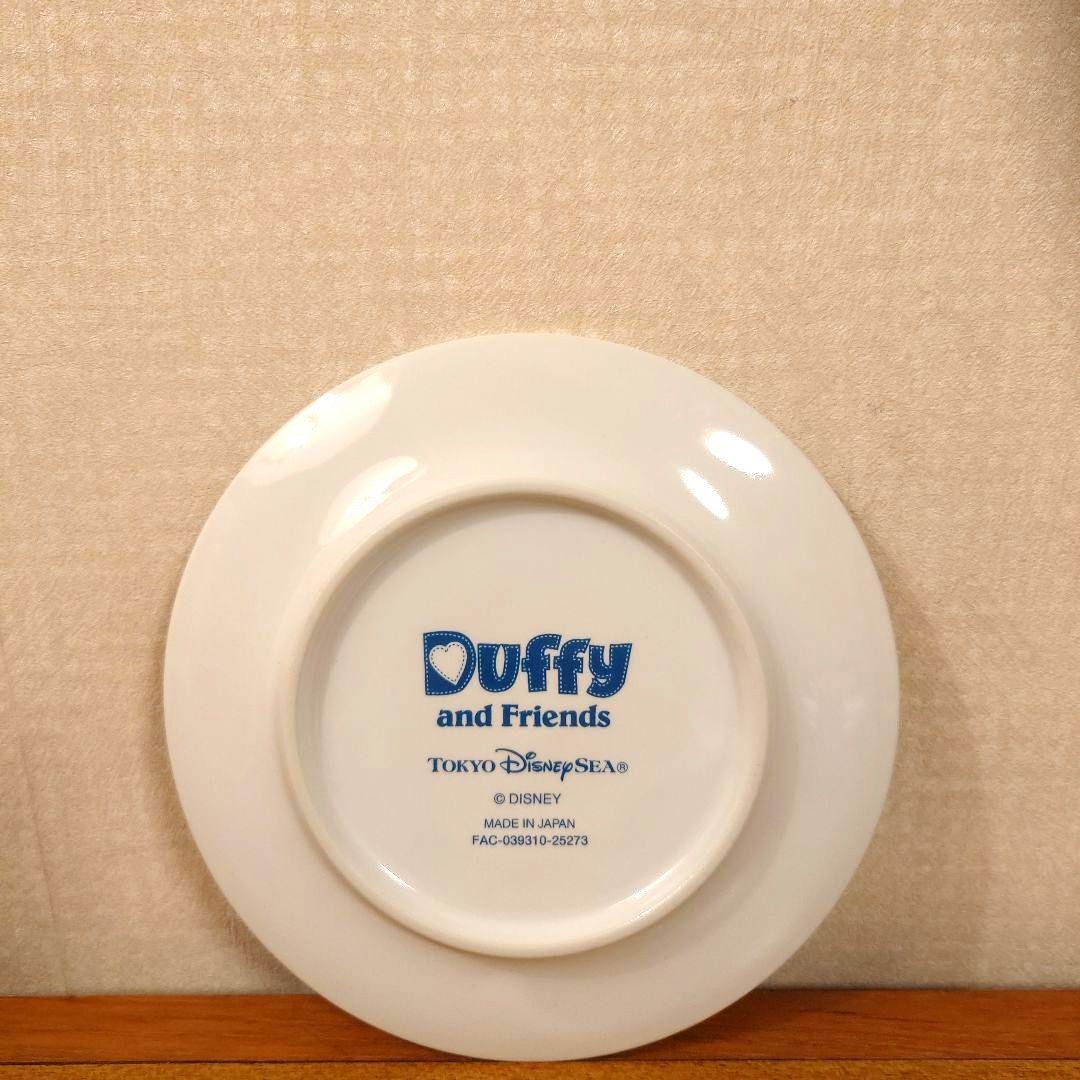 Duffy
and Friends
TOKYO DISNEYSEA®
© DISNEY
MADE IN JAPAN
FAC-039310-25273